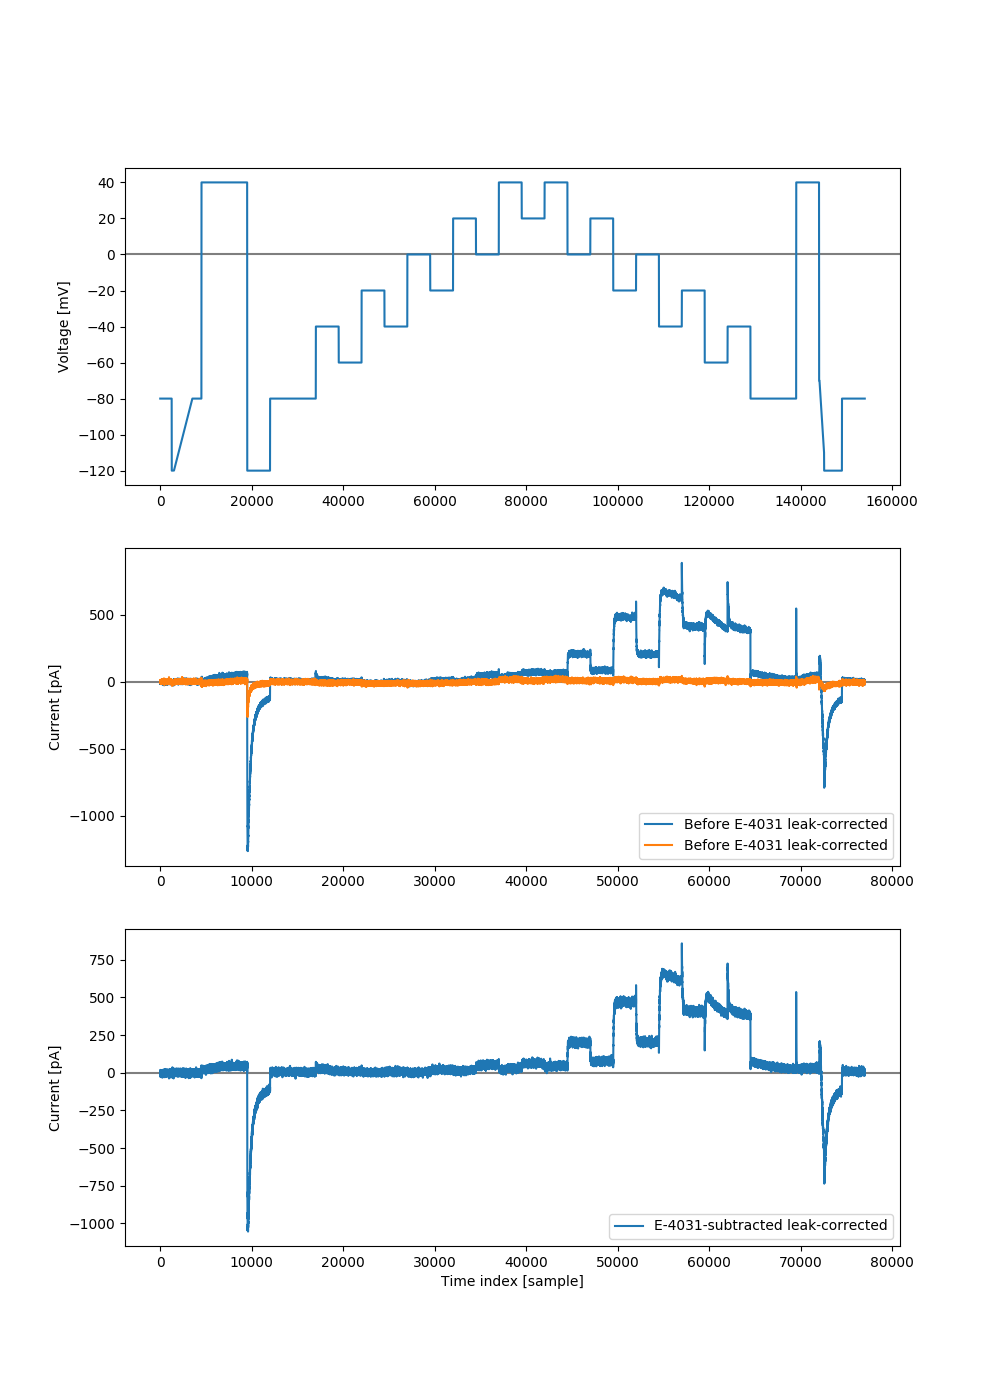 Voltage [mV]
40
20
0
−20
−40
−60
−80
−100
−120
0 20000 40000 60000 80000 100000 120000 140000 160000
Current [pA]
500
0
−500
−1000
Before E-4031 leak-corrected
Before E-4031 leak-corrected
0 10000 20000 30000 40000 50000 60000 70000 80000
Current [pA]
750
500
250
0
−250
−500
−750
−1000
E-4031-subtracted leak-corrected
0 10000 20000 30000 40000 50000 60000 70000 80000
Time index [sample]